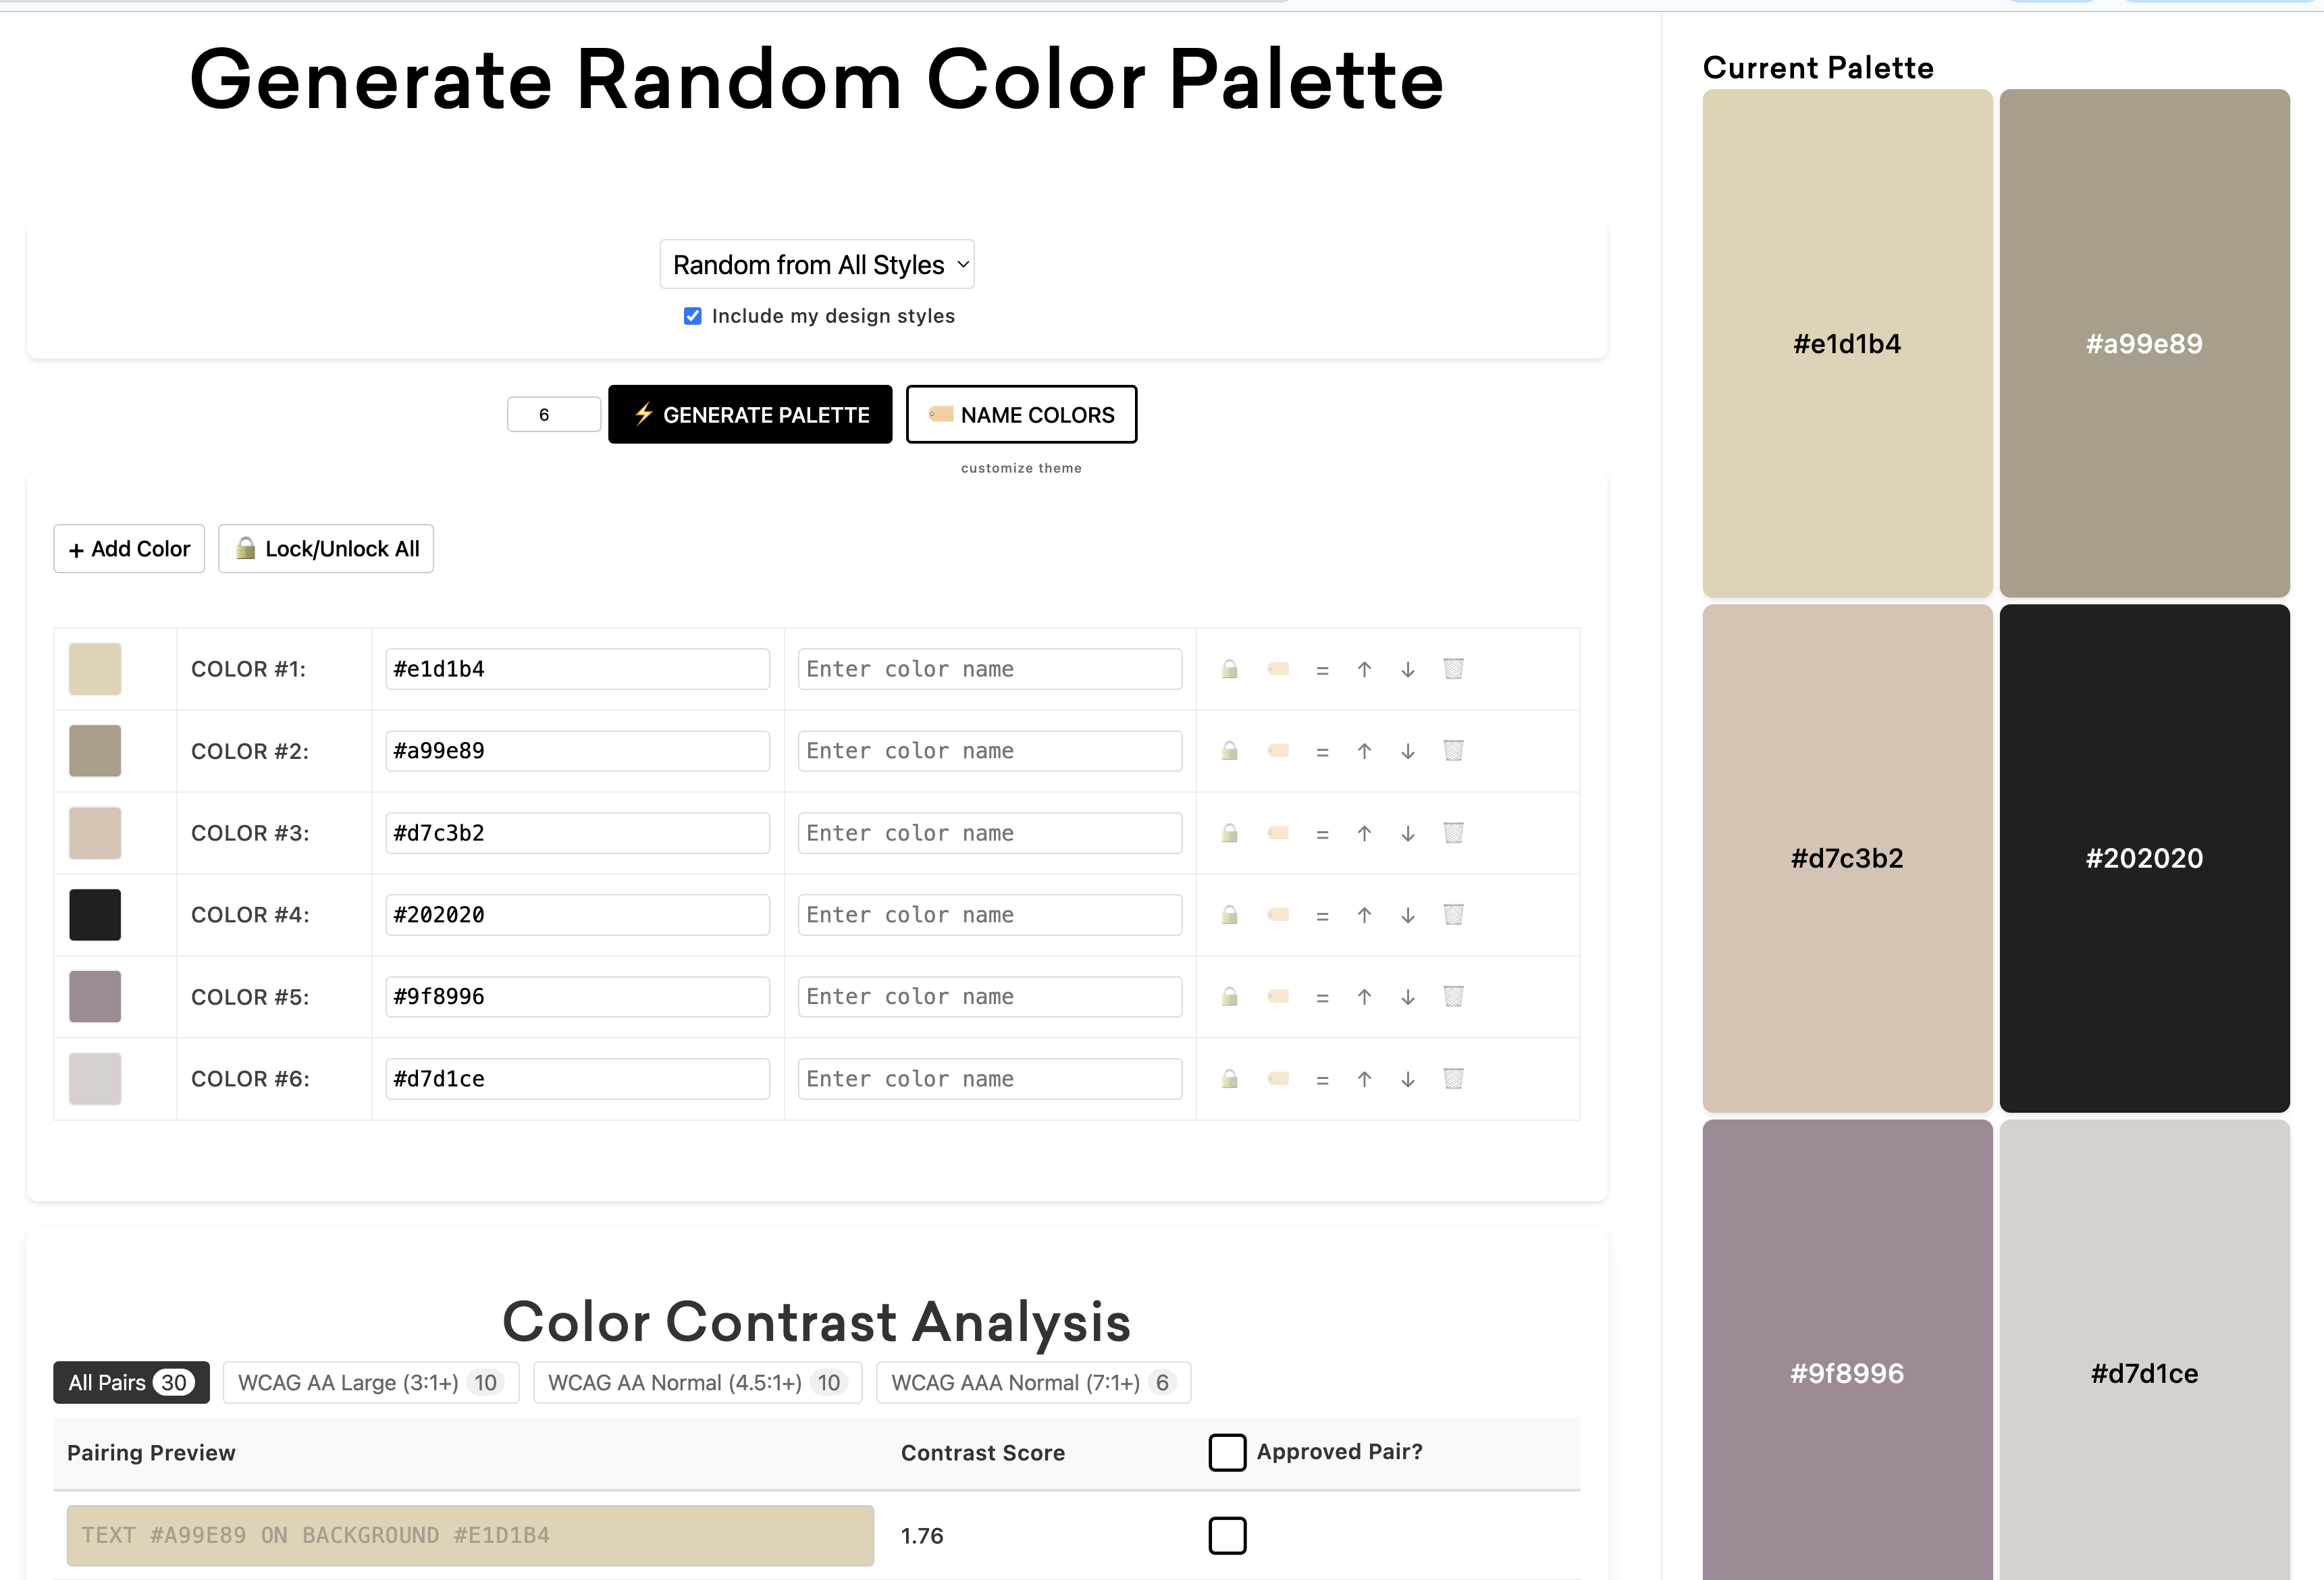 Generate Random Color Palette
Random from All Styles
Include my design styles
6
⚡ GENERATE PALETTE
NAME COLORS
customize theme
+ Add Color
Lock/Unlock All
COLOR #1: #e1d1b4 Enter color name = ↑ ↓
COLOR #2: #a99e89 Enter color name = ↑ ↓
COLOR #3: #d7c3b2 Enter color name = ↑ ↓
COLOR #4: #202020 Enter color name = ↑ ↓
COLOR #5: #9f8996 Enter color name = ↑ ↓
COLOR #6: #d7d1ce Enter color name = ↑ ↓
Color Contrast Analysis
All Pairs 30
WCAG AA Large (3:1+) 10
WCAG AA Normal (4.5:1+) 10
WCAG AAA Normal (7:1+) 6
Pairing Preview Contrast Score Approved Pair?
TEXT #A99E89 ON BACKGROUND #E1D1B4 1.76
Current Palette
#e1d1b4
#a99e89
#d7c3b2
#202020
#9f8996
#d7d1ce